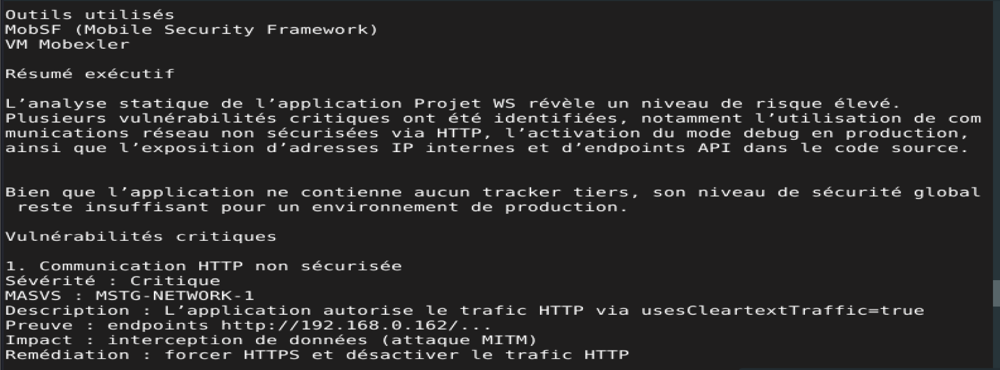 Outils utilisés
MobSF (Mobile Security Framework)
VM Mobexler
Résumé exécutif
L’analyse statique de l’application Projet WS révèle un niveau de risque élevé.
Plusieurs vulnérabilités critiques ont été identifiées, notamment l’utilisation de com
munications réseau non sécurisées via HTTP, l’activation du mode debug en production,
ainsi que l’exposition d’adresses IP internes et d’endpoints API dans le code source.
Bien que l’application ne contienne aucun tracker tiers, son niveau de sécurité global
 reste insuffisant pour un environnement de production.
Vulnérabilités critiques
1. Communication HTTP non sécurisée
Sévérité : Critique
MASVS : MSTG-NETWORK-1
Description : L’application autorise le trafic HTTP via usesCleartextTraffic=true
Preuve : endpoints http://192.168.0.162/...
Impact : interception de données (attaque MITM)
Remédiation : forcer HTTPS et désactiver le trafic HTTP